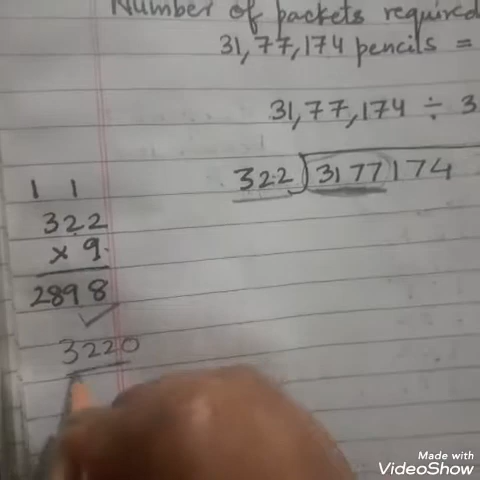 Number of packets required
31,77,174 pencils =
31,77,174 ÷ 3
322)3177174
1 1
322
x 9
2898
3220
Made with
VideoShow